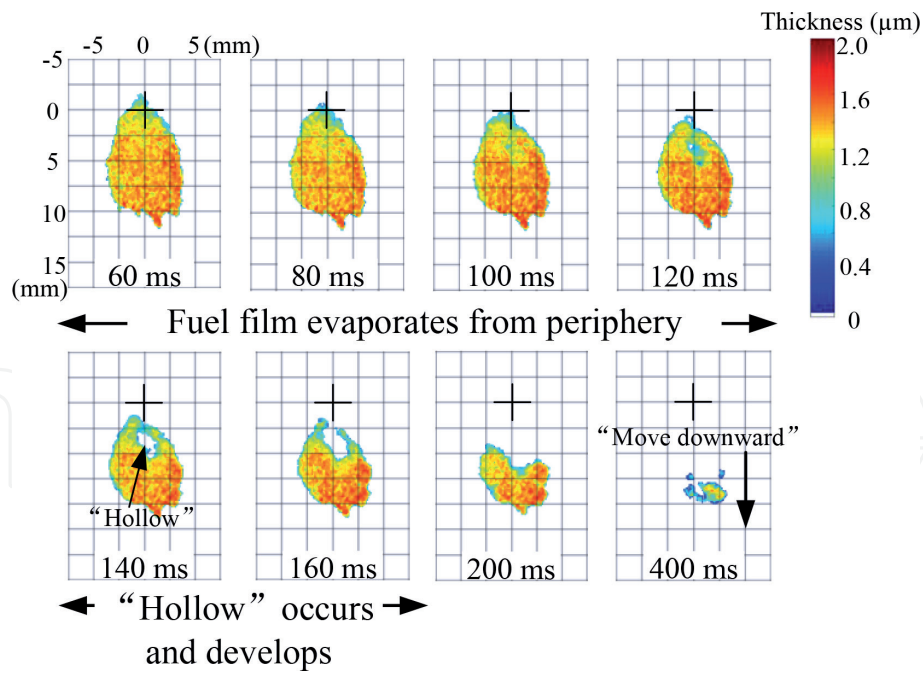 Thickness (μm)
-5 0 5 (mm)
-5
0
5
10
15
(mm)
2.0
1.6
1.2
0.8
0.4
0
60 ms
80 ms
100 ms
120 ms
Fuel film evaporates from periphery
“Hollow”
“Move downward”
140 ms
160 ms
200 ms
400 ms
“Hollow” occurs
and develops